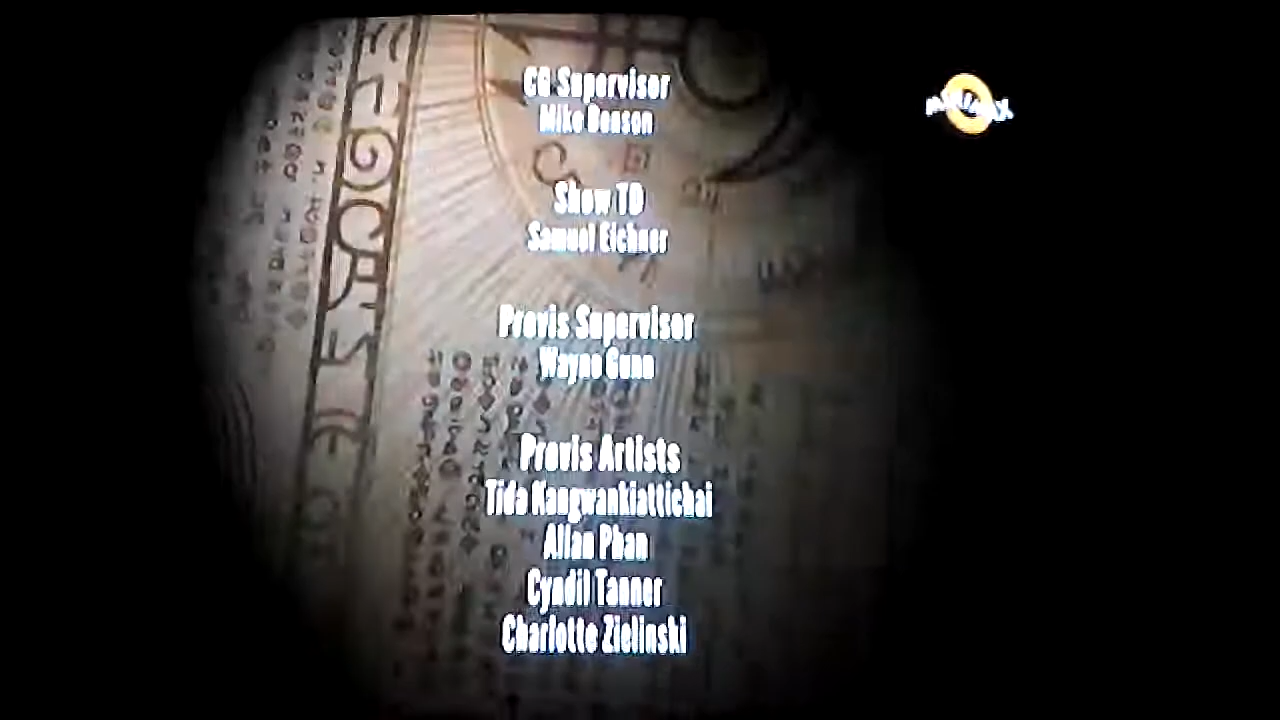 CG Supervisor
Mike Benson
Show TD
Samuel Eichner
Previs Supervisor
Wayne Gunn
Previs Artists
Tida Kangwankiattichai
Allan Phan
Cyndil Tanner
Charlotte Zielinski
MINIMAX